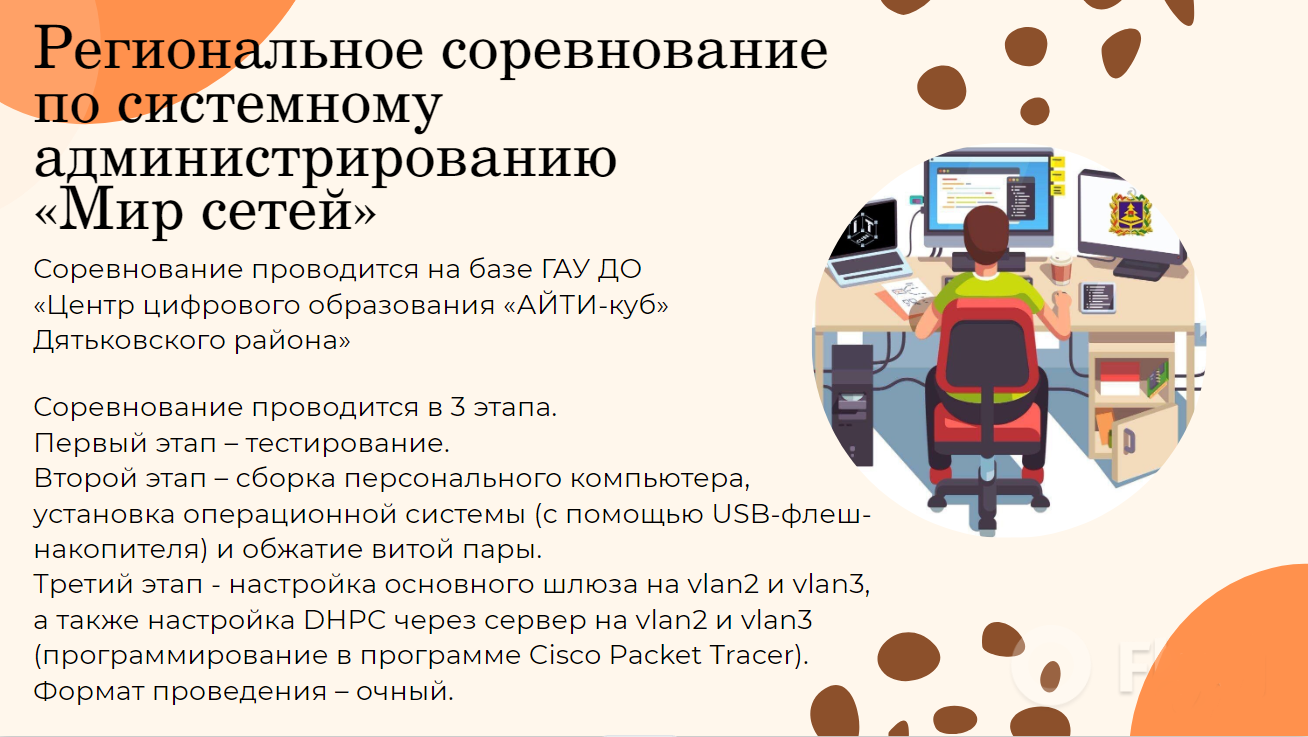 Региональное соревнование
по системному
администрированию
«Мир сетей»
Соревнование проводится на базе ГАУ ДО
«Центр цифрового образования «АЙТИ-куб»
Дятьковского района»
Соревнование проводится в 3 этапа.
Первый этап – тестирование.
Второй этап – сборка персонального компьютера,
установка операционной системы (с помощью USB-флеш-
накопителя) и обжатие витой пары.
Третий этап - настройка основного шлюза на vlan2 и vlan3,
а также настройка DHPC через сервер на vlan2 и vlan3
(программирование в программе Cisco Packet Tracer).
Формат проведения – очный.